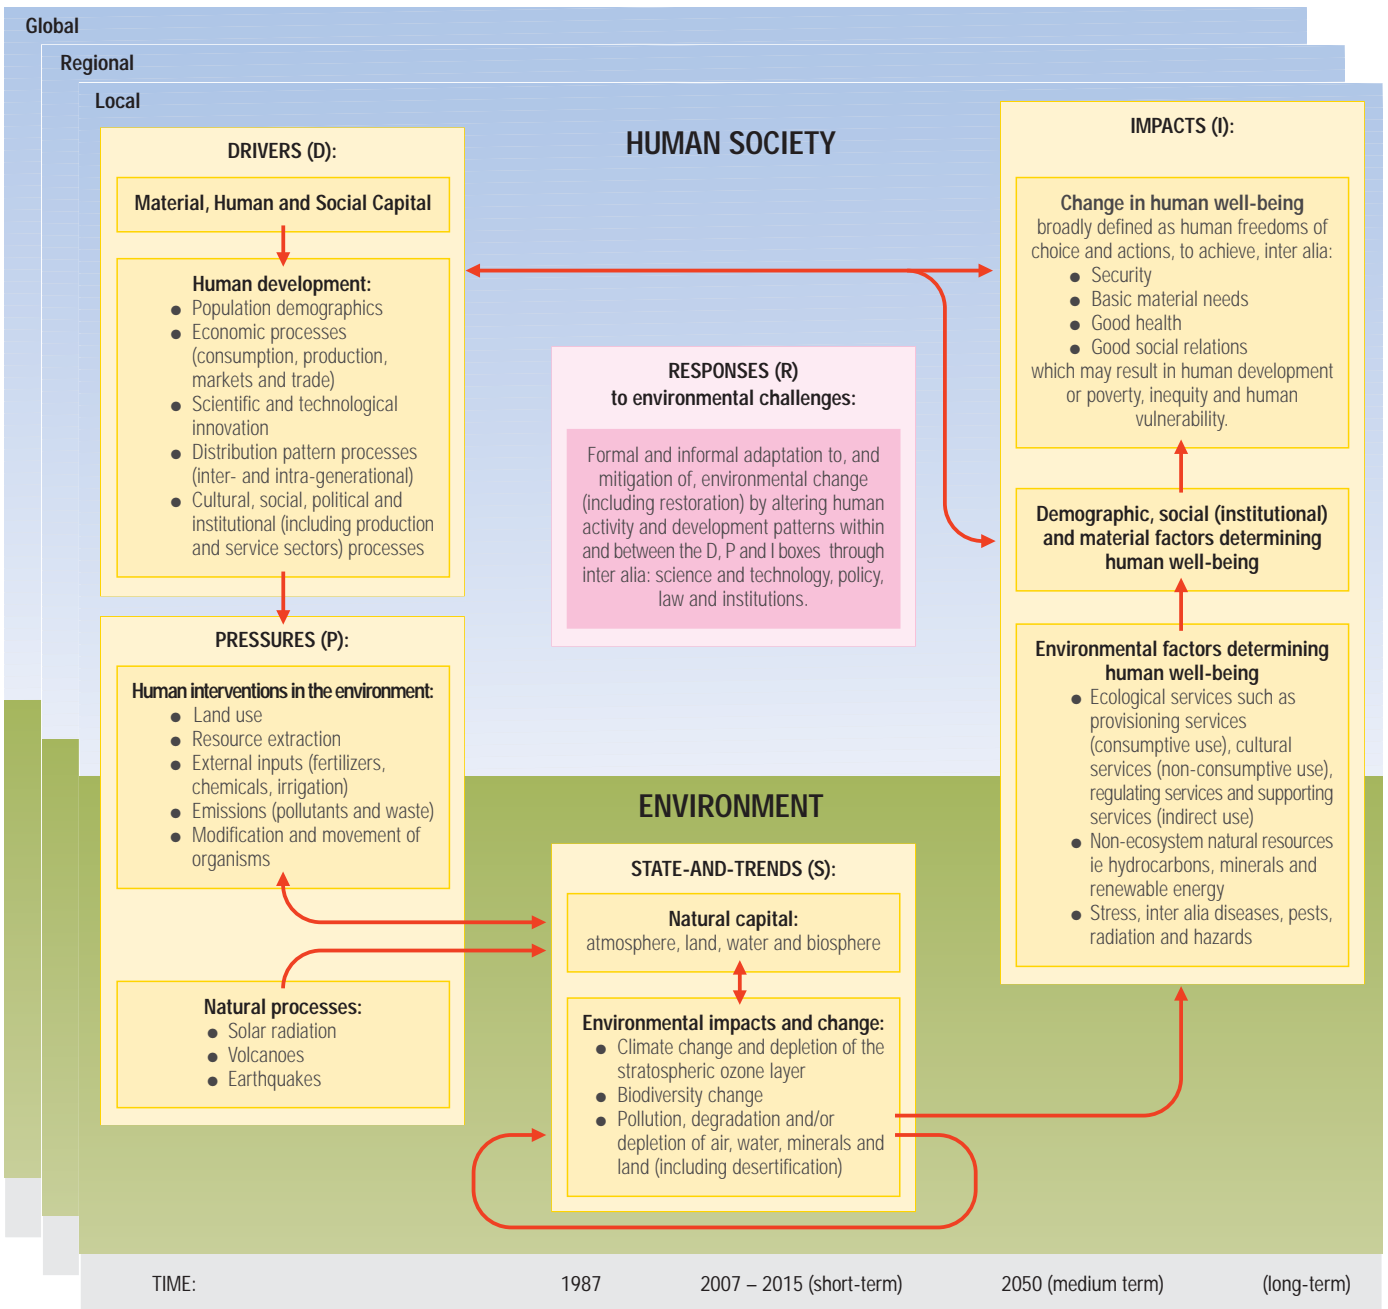 Global
Regional
Local
HUMAN SOCIETY
DRIVERS (D):
Material, Human and Social Capital
Human development:
● Population demographics
● Economic processes
(consumption, production,
markets and trade)
● Scientific and technological
innovation
● Distribution pattern processes
(inter- and intra-generational)
● Cultural, social, political and
institutional (including production
and service sectors) processes
PRESSURES (P):
Human interventions in the environment:
● Land use
● Resource extraction
● External inputs (fertilizers,
chemicals, irrigation)
● Emissions (pollutants and waste)
● Modification and movement of
organisms
Natural processes:
● Solar radiation
● Volcanoes
● Earthquakes
RESPONSES (R)
to environmental challenges:
Formal and informal adaptation to, and
mitigation of, environmental change
(including restoration) by altering human
activity and development patterns within
and between the D, P and I boxes through
inter alia: science and technology, policy,
law and institutions.
ENVIRONMENT
STATE-AND-TRENDS (S):
Natural capital:
atmosphere, land, water and biosphere
Environmental impacts and change:
● Climate change and depletion of the
stratospheric ozone layer
● Biodiversity change
● Pollution, degradation and/or
depletion of air, water, minerals and
land (including desertification)
IMPACTS (I):
Change in human well-being
broadly defined as human freedoms of
choice and actions, to achieve, inter alia:
● Security
● Basic material needs
● Good health
● Good social relations
which may result in human development
or poverty, inequity and human
vulnerability.
Demographic, social (institutional)
and material factors determining
human well-being
Environmental factors determining
human well-being
● Ecological services such as
provisioning services
(consumptive use), cultural
services (non-consumptive use),
regulating services and supporting
services (indirect use)
● Non-ecosystem natural resources
ie hydrocarbons, minerals and
renewable energy
● Stress, inter alia diseases, pests,
radiation and hazards
TIME: 1987 2007 – 2015 (short-term) 2050 (medium term) (long-term)